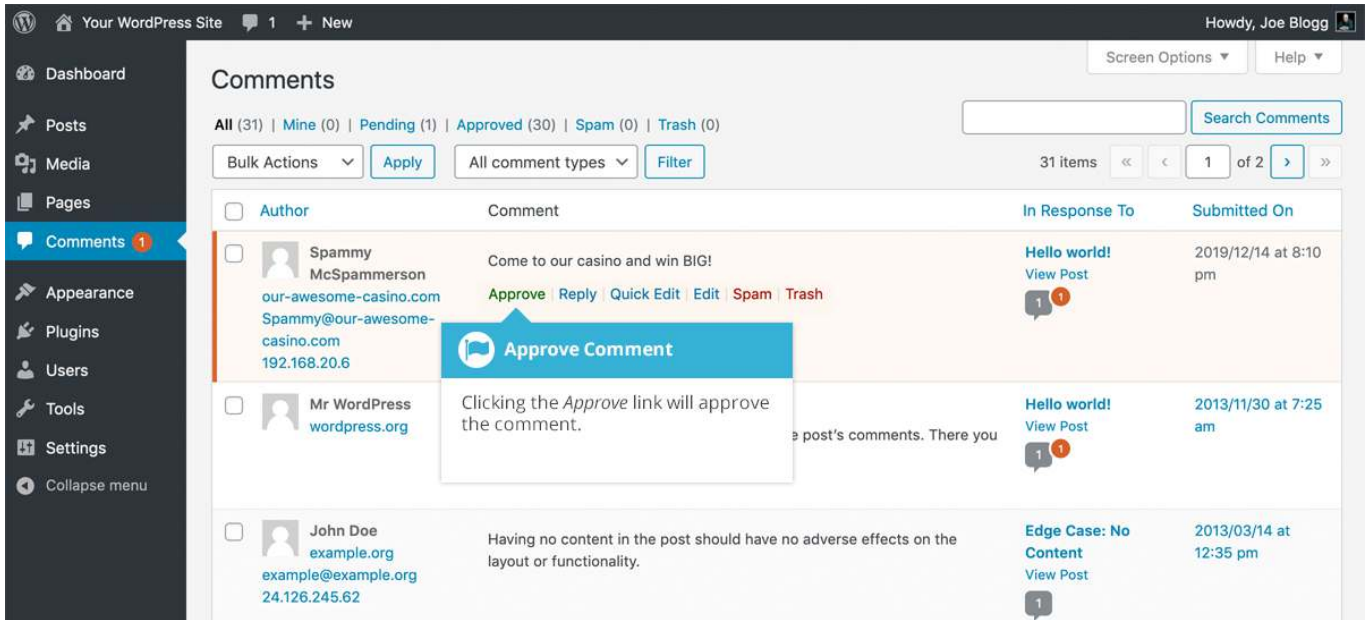 Your WordPress Site 1 + New Howdy, Joe Blogg
Screen Options ▼ Help ▼
Dashboard
Posts
Media
Pages
Comments 1
Appearance
Plugins
Users
Tools
Settings
Collapse menu
Comments
All (31) | Mine (0) | Pending (1) | Approved (30) | Spam (0) | Trash (0)
Search Comments
Bulk Actions Apply All comment types Filter 31 items « ‹ 1 of 2 › »
Author Comment In Response To Submitted On
Spammy
McSpammerson
our-awesome-casino.com
Spammy@our-awesome-
casino.com
192.168.20.6
Come to our casino and win BIG!
Approve | Reply | Quick Edit | Edit | Spam | Trash
Hello world!
View Post
1 1
2019/12/14 at 8:10
pm
Approve Comment
Clicking the Approve link will approve
the comment.
Mr WordPress
wordpress.org
post's comments. There you
Hello world!
View Post
1 1
2013/11/30 at 7:25
am
John Doe
example.org
example@example.org
24.126.245.62
Having no content in the post should have no adverse effects on the
layout or functionality.
Edge Case: No
Content
View Post
1
2013/03/14 at
12:35 pm